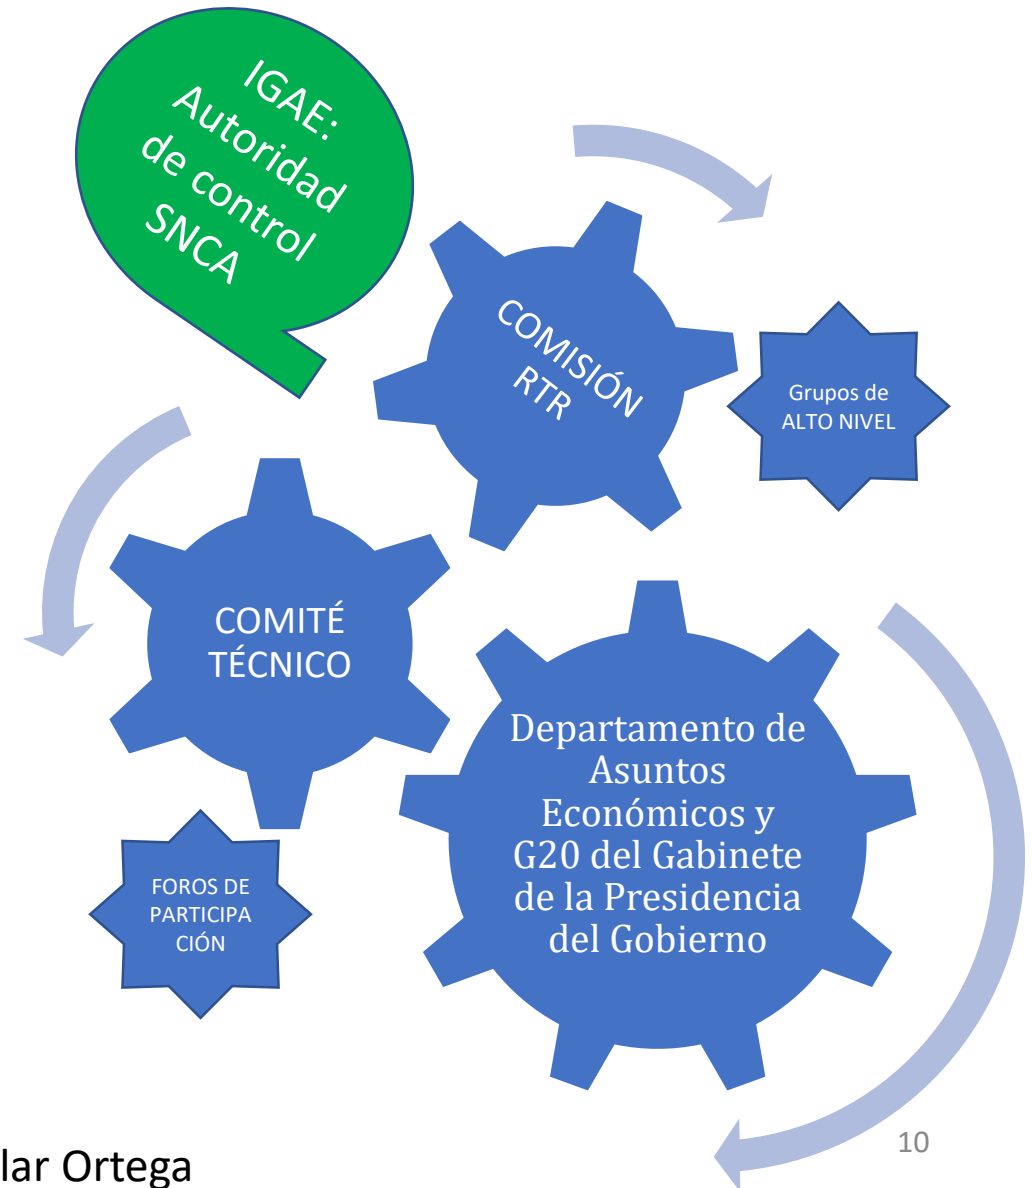 IGAE:
Autoridad
de control
SNCA
COMISIÓN
RTR
Grupos de
ALTO NIVEL
COMITÉ
TÉCNICO
Departamento de
Asuntos
Económicos y
G20 del Gabinete
de la Presidencia
del Gobierno
FOROS DE
PARTICIPA
CIÓN
10
lar Ortega